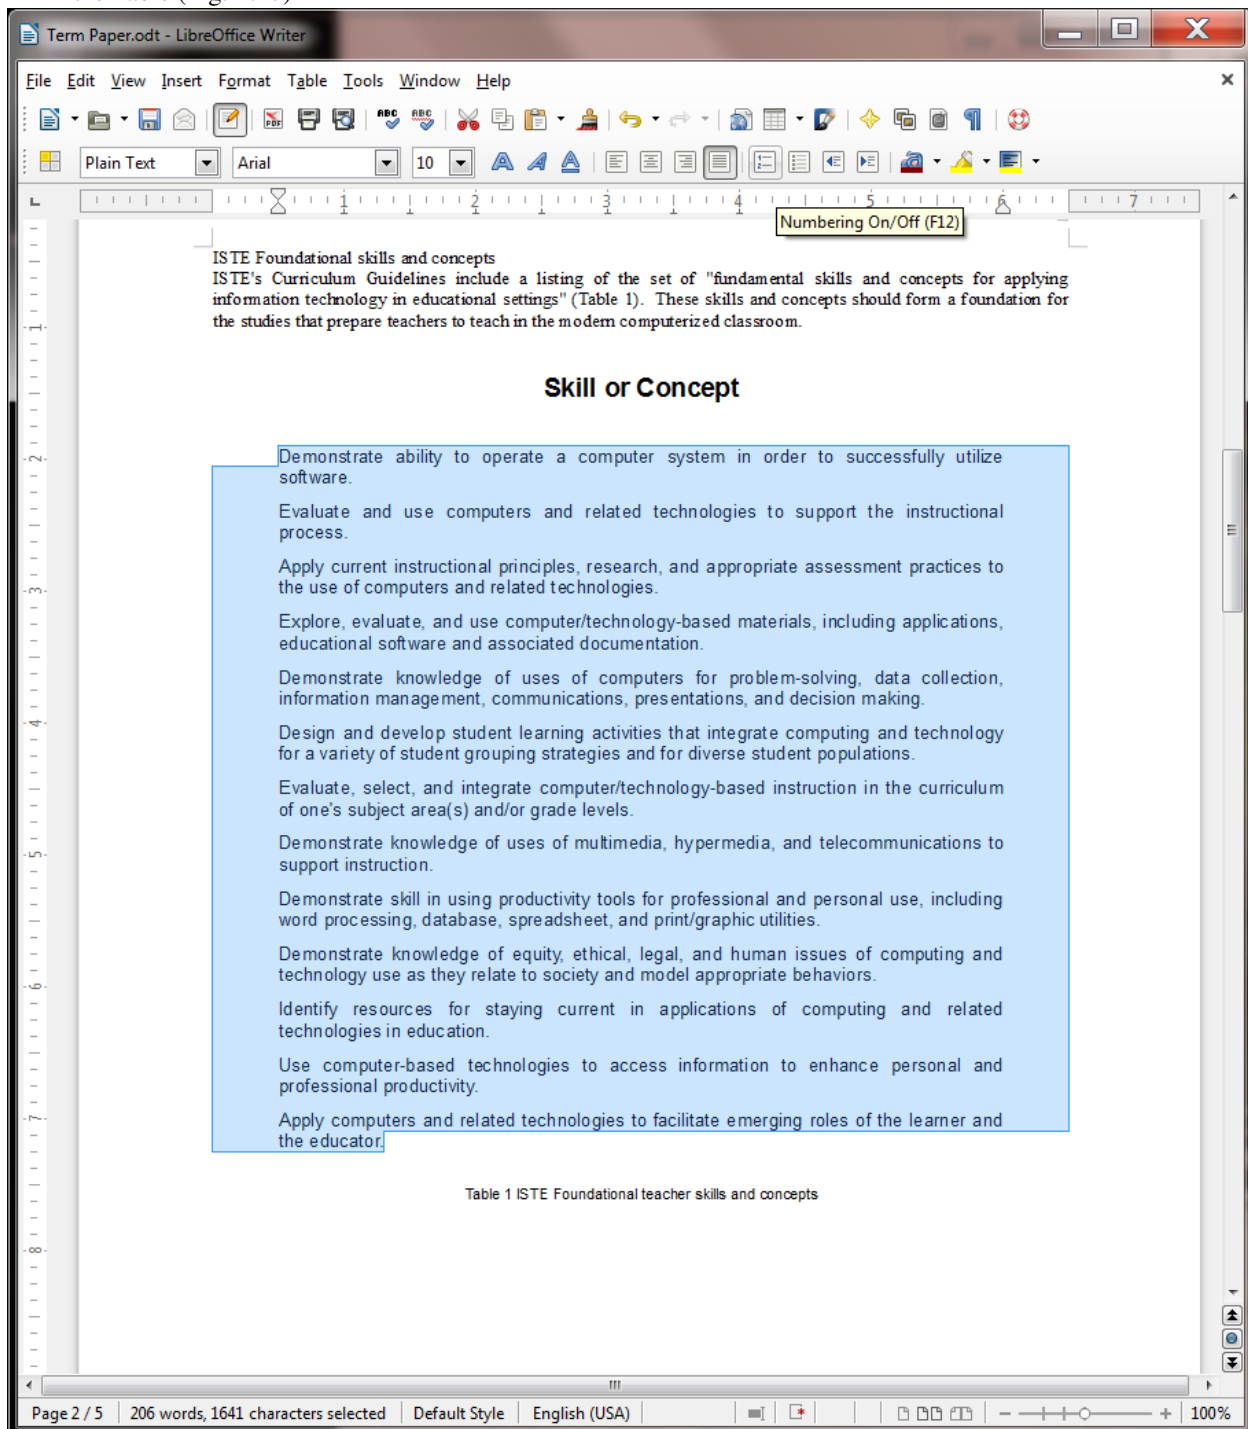 Term Paper.odt - LibreOffice Writer
File Edit View Insert Format Table Tools Window Help
Plain Text Arial 10
1 2 3 4 5 6 7
Numbering On/Off (F12)
ISTE Foundational skills and concepts
ISTE's Curriculum Guidelines include a listing of the set of "fundamental skills and concepts for applying
information technology in educational settings" (Table 1). These skills and concepts should form a foundation for
the studies that prepare teachers to teach in the modern computerized classroom.
Skill or Concept
Demonstrate ability to operate a computer system in order to successfully utilize
software.
Evaluate and use computers and related technologies to support the instructional
process.
Apply current instructional principles, research, and appropriate assessment practices to
the use of computers and related technologies.
Explore, evaluate, and use computer/technology-based materials, including applications,
educational software and associated documentation.
Demonstrate knowledge of uses of computers for problem-solving, data collection,
information management, communications, presentations, and decision making.
Design and develop student learning activities that integrate computing and technology
for a variety of student grouping strategies and for diverse student populations.
Evaluate, select, and integrate computer/technology-based instruction in the curriculum
of one's subject area(s) and/or grade levels.
Demonstrate knowledge of uses of multimedia, hypermedia, and telecommunications to
support instruction.
Demonstrate skill in using productivity tools for professional and personal use, including
word processing, database, spreadsheet, and print/graphic utilities.
Demonstrate knowledge of equity, ethical, legal, and human issues of computing and
technology use as they relate to society and model appropriate behaviors.
Identify resources for staying current in applications of computing and related
technologies in education.
Use computer-based technologies to access information to enhance personal and
professional productivity.
Apply computers and related technologies to facilitate emerging roles of the learner and
the educator.
Table 1 ISTE Foundational teacher skills and concepts
Page 2 / 5 206 words, 1641 characters selected Default Style English (USA) 100%